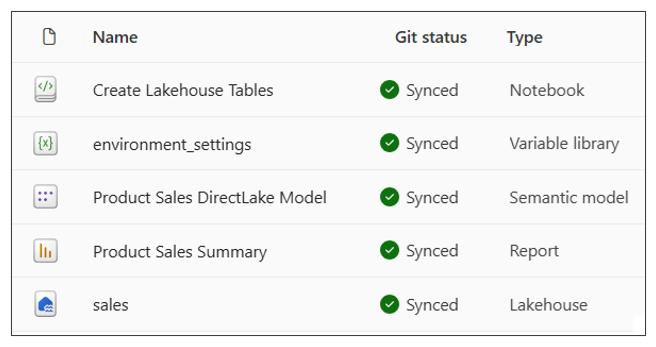 Name Git status Type
Create Lakehouse Tables Synced Notebook
environment_settings Synced Variable library
Product Sales DirectLake Model Synced Semantic model
Product Sales Summary Synced Report
sales Synced Lakehouse